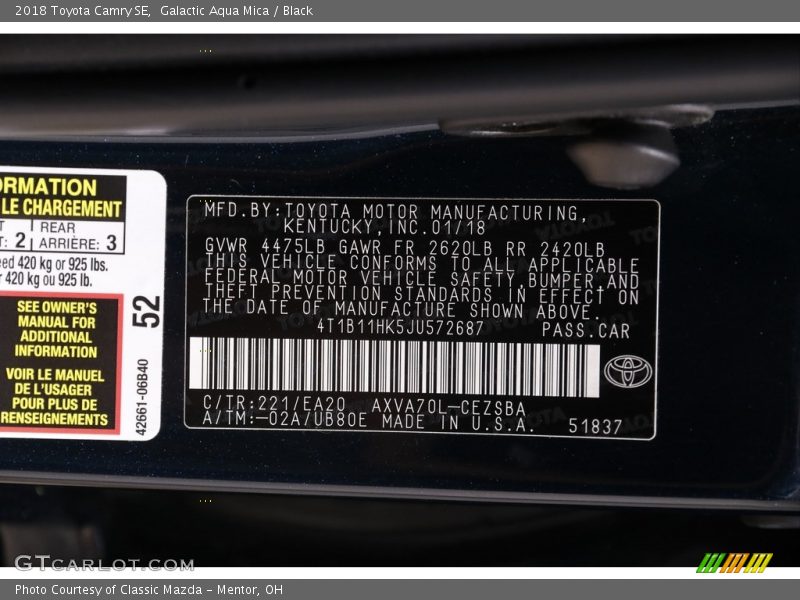 2018 Toyota Camry SE,  Galactic Aqua Mica / Black
ORMATION
LE CHARGEMENT
2 REAR
ARRIÈRE: 3
eed 420 kg or 925 lbs.
r 420 kg ou 925 lb.
SEE OWNER'S
MANUAL FOR
ADDITIONAL
INFORMATION
VOIR LE MANUEL
DE L'USAGER
POUR PLUS DE
RENSEIGNEMENTS
52
42661-06B40
MFD.BY:TOYOTA MOTOR MANUFACTURING,
KENTUCKY,INC.01/18
GVWR 4475LB GAWR FR 2620LB RR 2420LB
THIS VEHICLE CONFORMS TO ALL APPLICABLE
FEDERAL MOTOR VEHICLE SAFETY,BUMPER,AND
THEFT PREVENTION STANDARDS IN EFFECT ON
THE DATE OF MANUFACTURE SHOWN ABOVE.
4T1B11HK5JU572687 PASS.CAR
C/TR:221/EA20 AXVA70L-CEZSBA
A/TM:-02A/UB80E MADE IN U.S.A. 51837
GTCARLOT.COM
Photo Courtesy of Classic Mazda - Mentor, OH